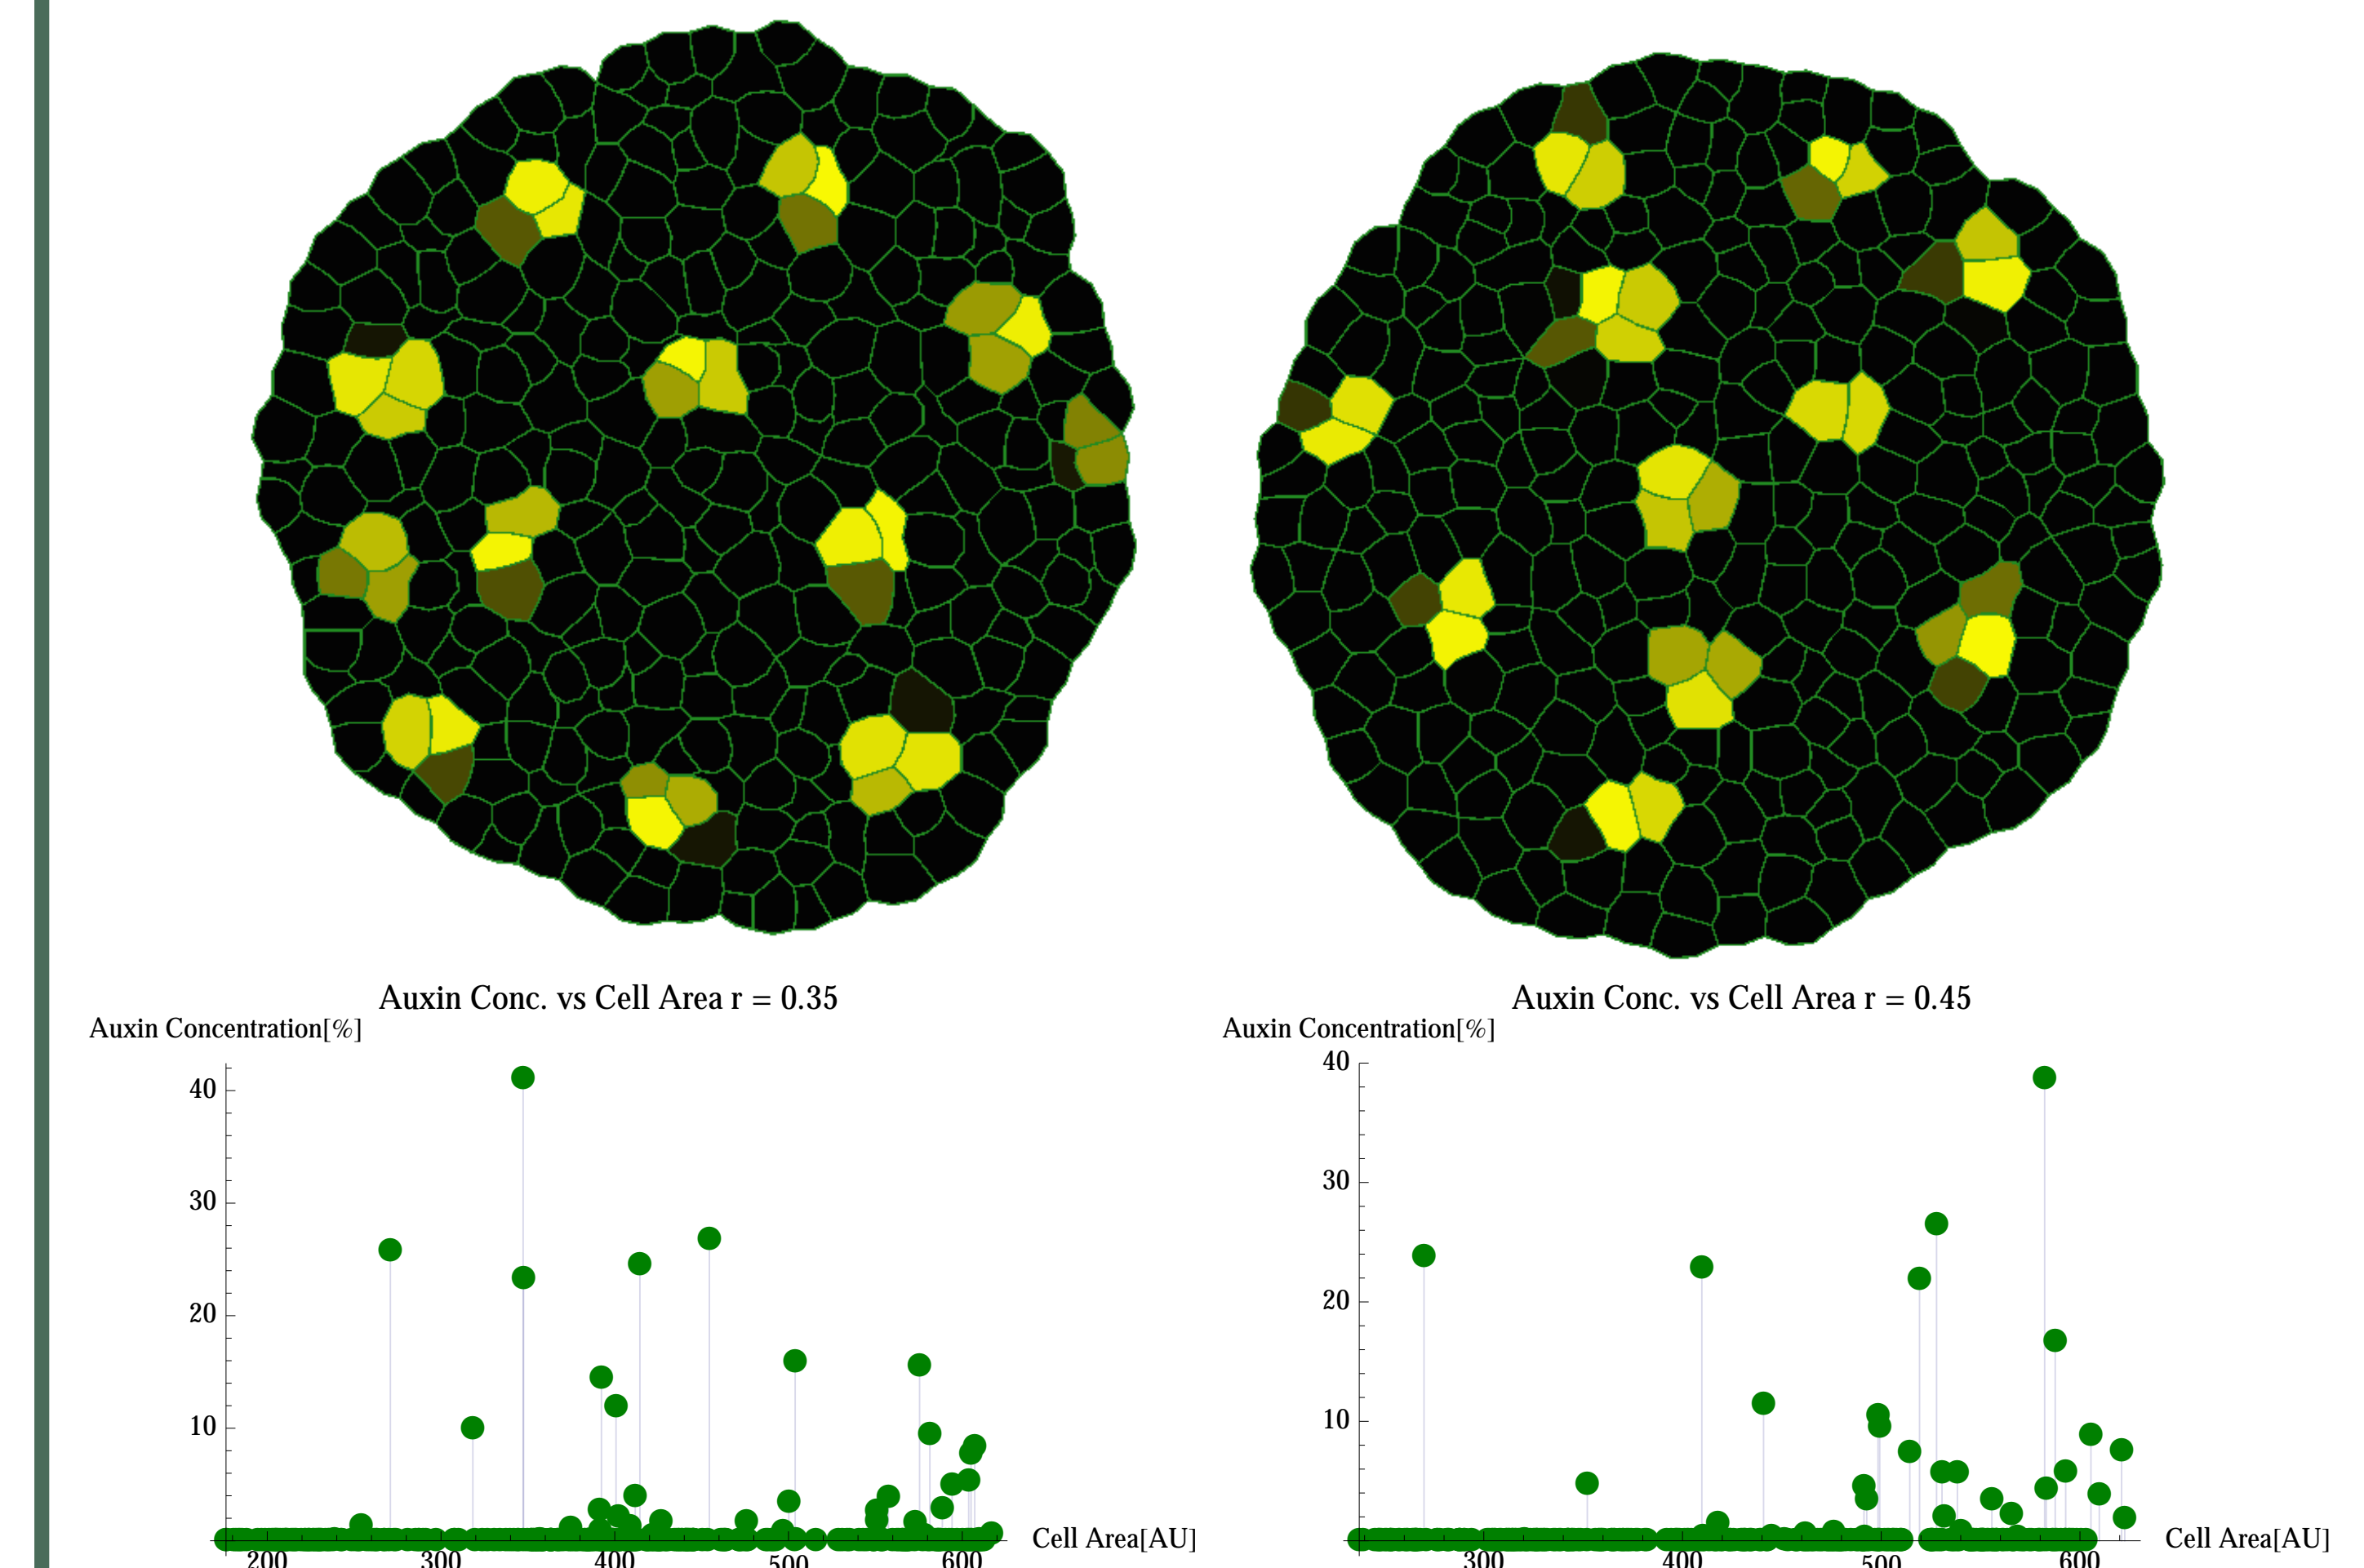 Auxin Conc. vs Cell Area r = 0.35
Auxin Concentration[%]
40
30
20
10
Cell Area[AU]
200 300 400 500 600
Auxin Conc. vs Cell Area r = 0.45
Auxin Concentration[%]
40
30
20
10
Cell Area[AU]
300 400 500 600